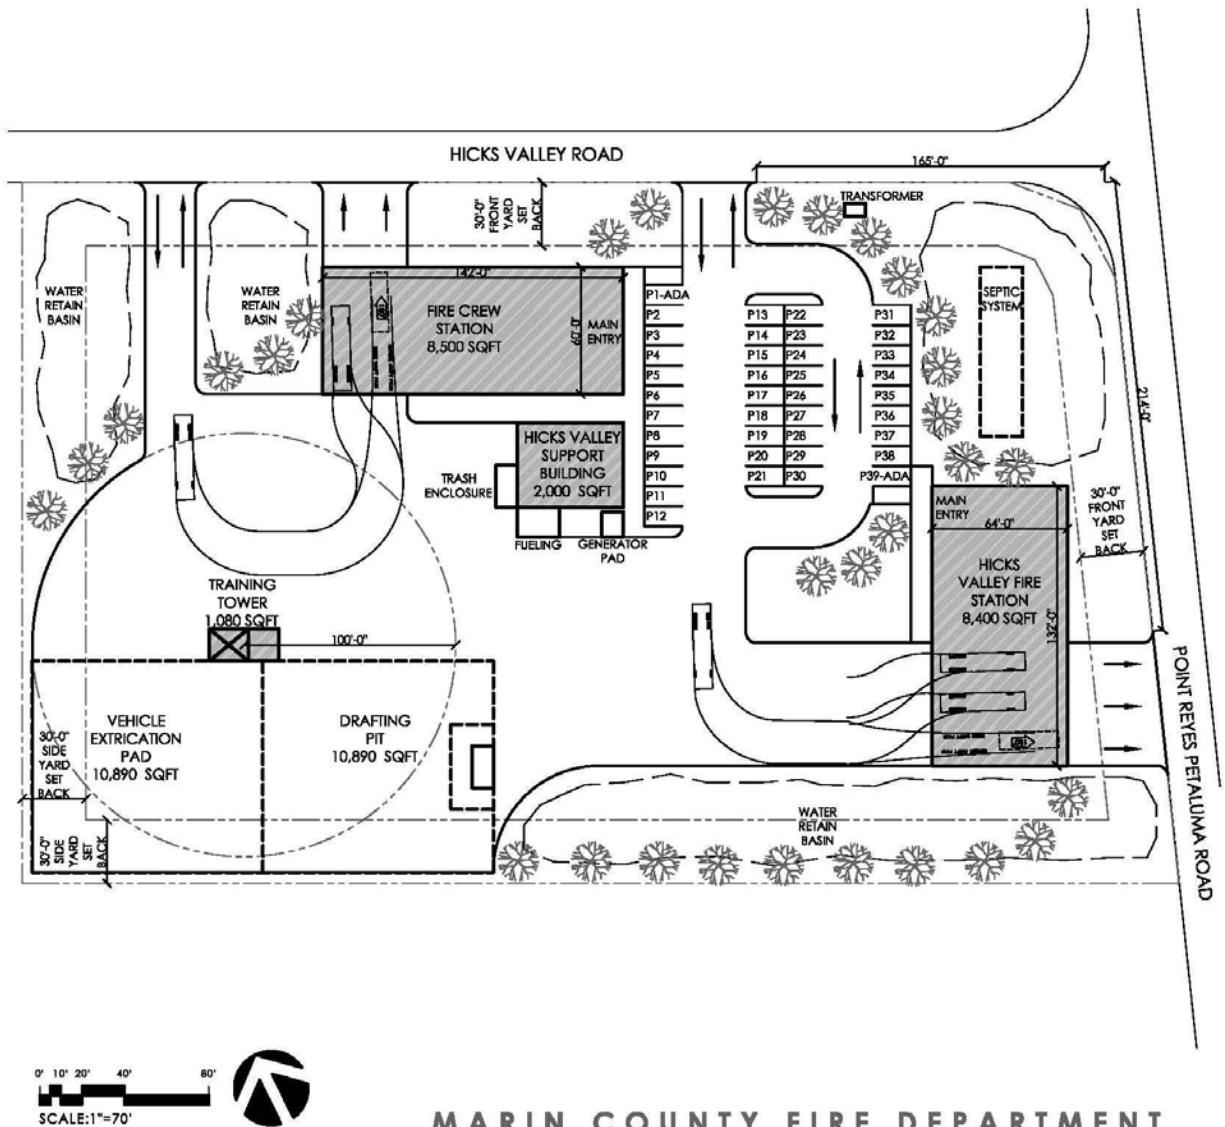 HICKS VALLEY ROAD
165'-0"
TRANSFORMER
30'-0"
FRONT
YARD
SET
BACK
WATER
RETAIN
BASIN
WATER
RETAIN
BASIN
142'-0"
FIRE CREW
STATION
8,500 SQFT
60'-0"
MAIN
ENTRY
P1-ADA
P2
P3
P4
P5
P6
P7
P8
P9
P10
P11
P12
P13
P14
P15
P16
P17
P18
P19
P20
P21
P22
P23
P24
P25
P26
P27
P28
P29
P30
P31
P32
P33
P34
P35
P36
P37
P38
P39-ADA
SEPTIC
SYSTEM
214'-0"
HICKS VALLEY
SUPPORT
BUILDING
2,000 SQFT
TRASH
ENCLOSURE
FUELING
GENERATOR
PAD
MAIN
ENTRY
64'-0"
HICKS
VALLEY FIRE
STATION
8,400 SQFT
132'-0"
30'-0"
FRONT
YARD
SET
BACK
TRAINING
TOWER
1,080 SQFT
100'-0"
VEHICLE
EXTRICATION
PAD
10,890 SQFT
DRAFTING
PIT
10,890 SQFT
30'-0"
SIDE
YARD
SET
BACK
30'-0"
SIDE
YARD
SET
BACK
WATER
RETAIN
BASIN
POINT REYES PETALUMA ROAD
0' 10' 20' 40' 80'
SCALE:1"=70'
MARIN COUNTY FIRE DEPARTMENT